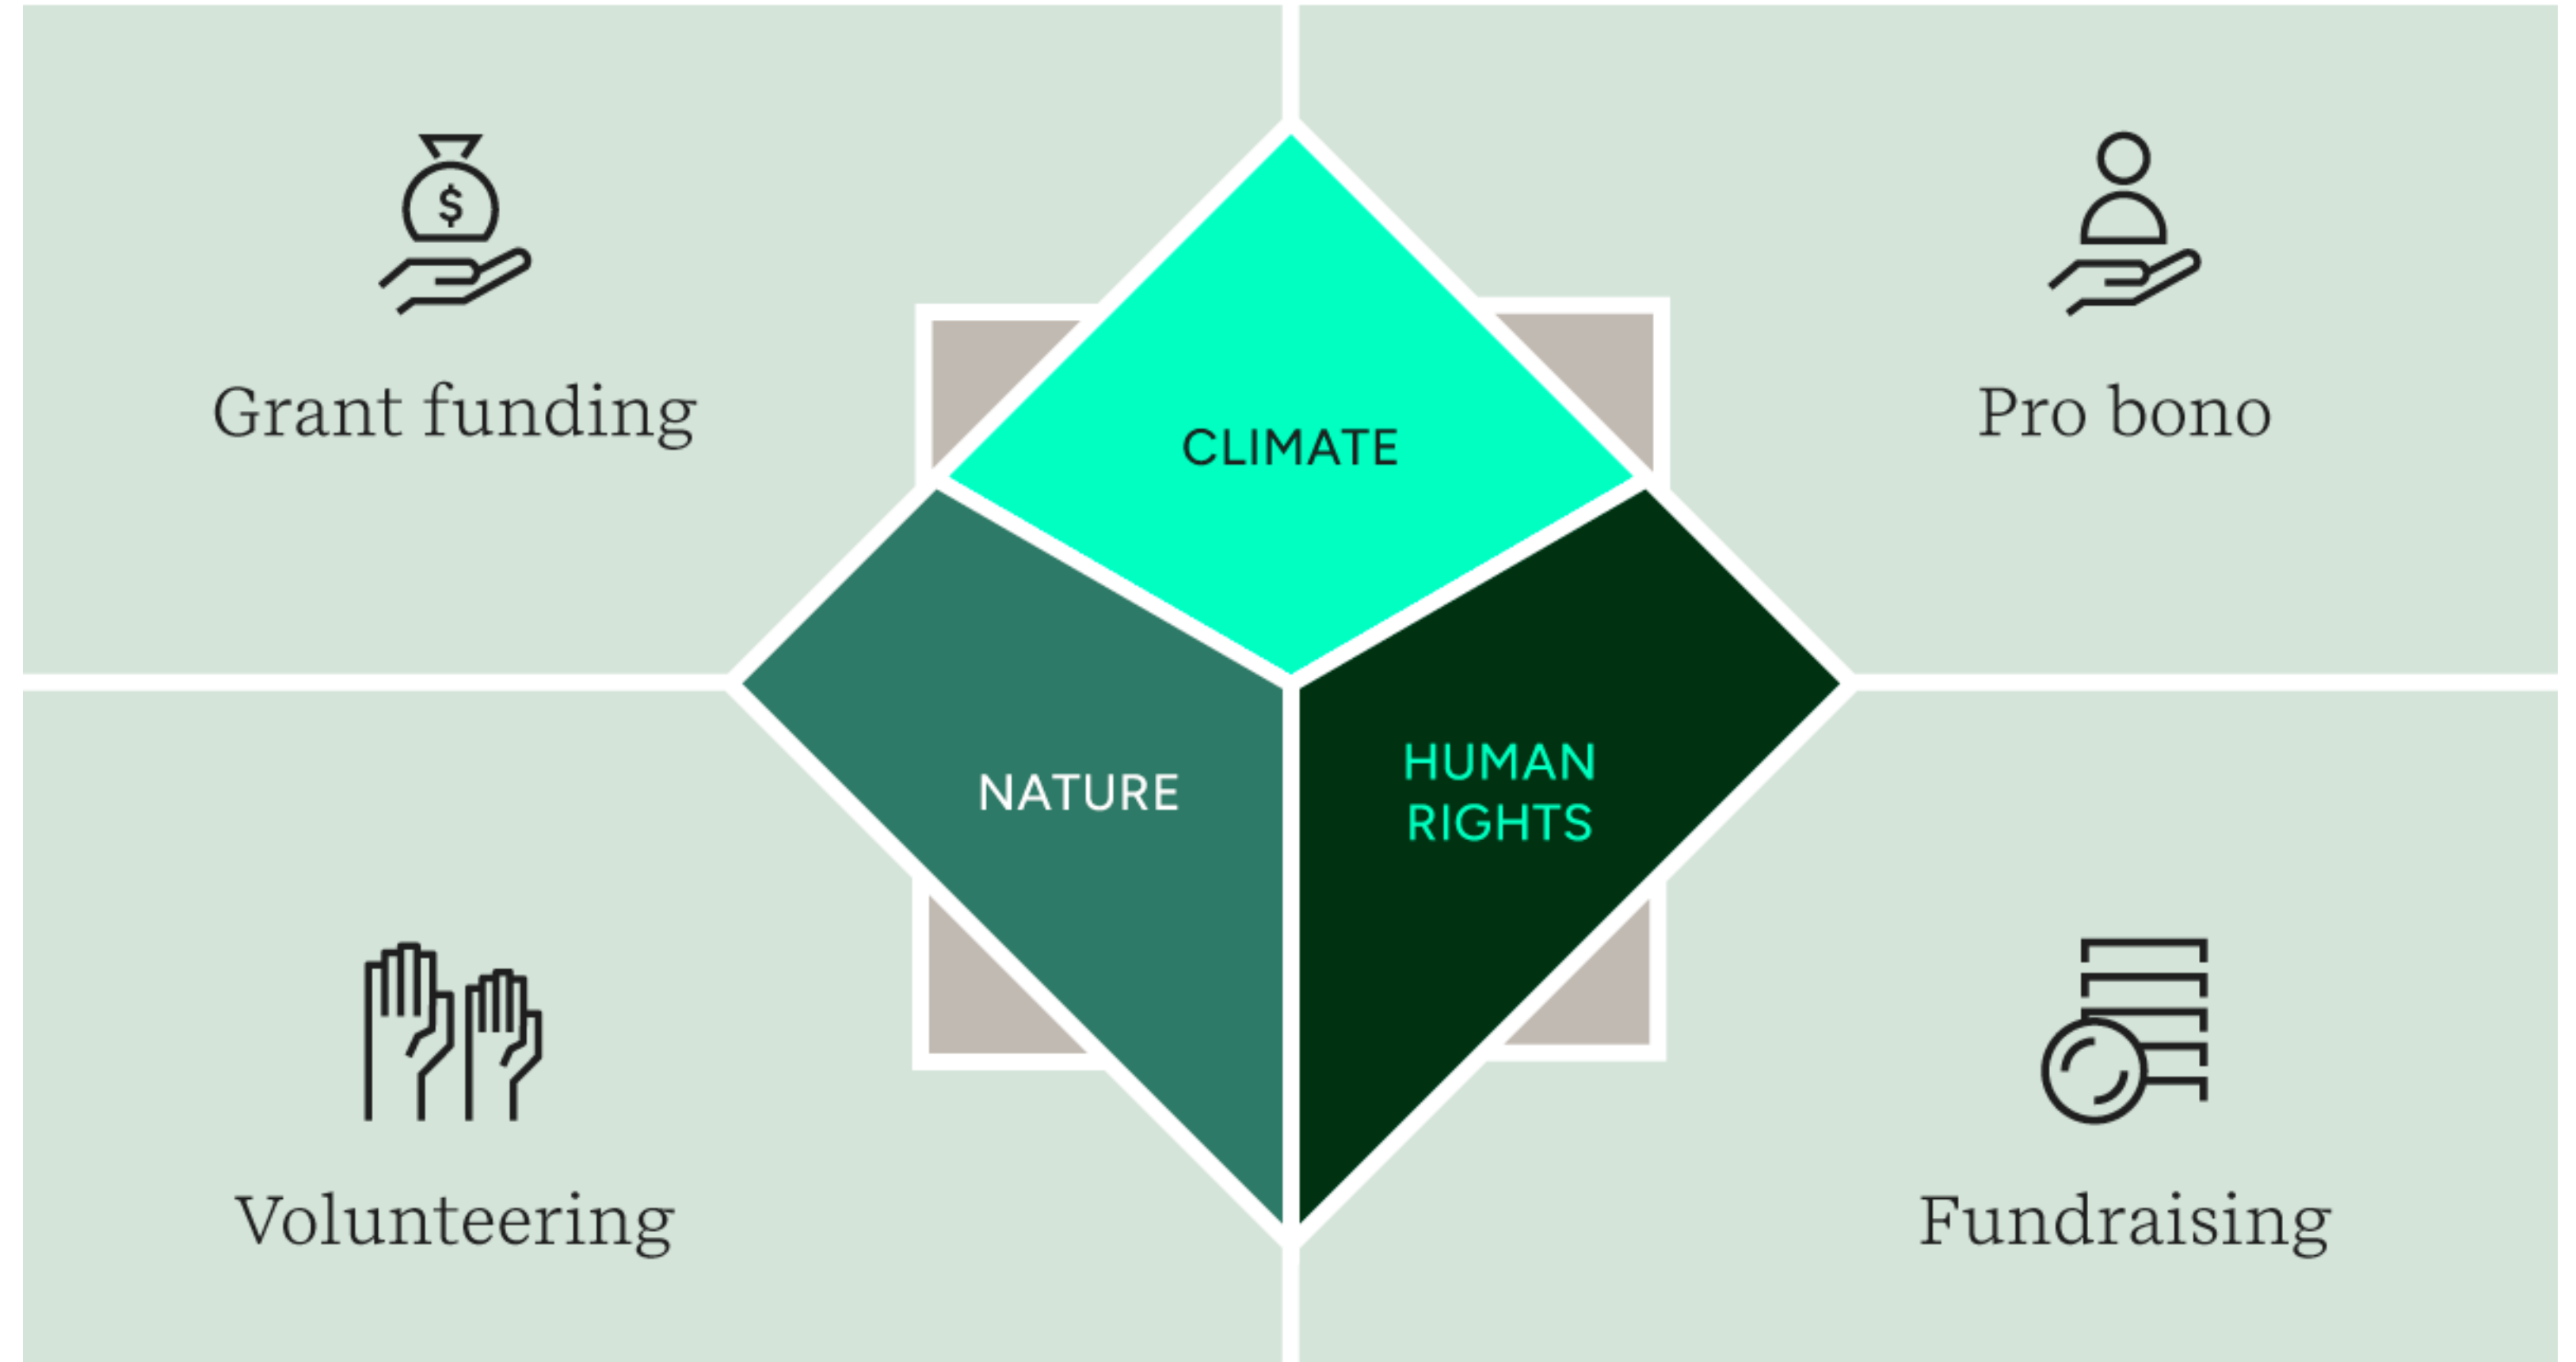 $
Grant funding
Pro bono
CLIMATE
NATURE
HUMAN
RIGHTS
Volunteering
Fundraising